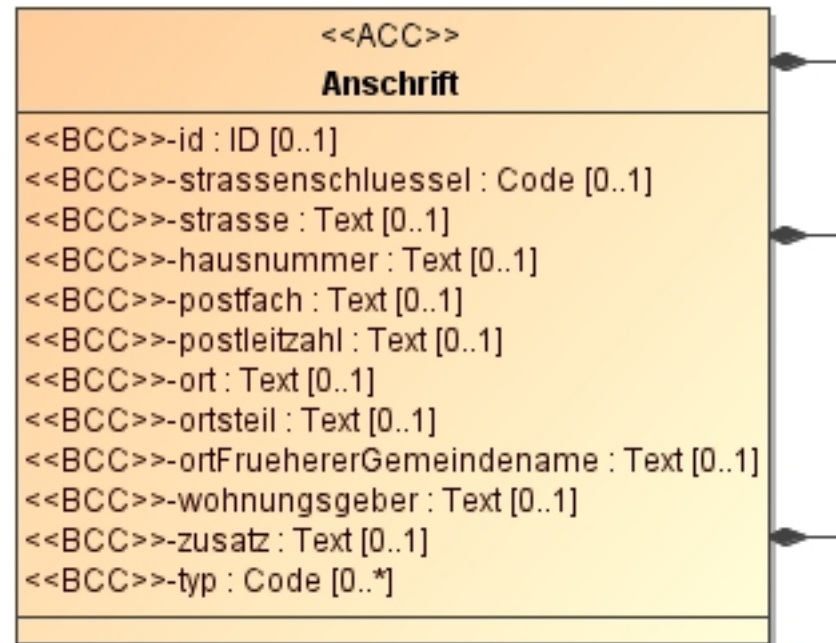 <<ACC>>
Anschrift
<<BCC>>-id : ID [0..1]
<<BCC>>-strassenschluessel : Code [0..1]
<<BCC>>-strasse : Text [0..1]
<<BCC>>-hausnummer : Text [0..1]
<<BCC>>-postfach : Text [0..1]
<<BCC>>-postleitzahl : Text [0..1]
<<BCC>>-ort : Text [0..1]
<<BCC>>-ortsteil : Text [0..1]
<<BCC>>-ortFruehererGemeindename : Text [0..1]
<<BCC>>-wohnungsgeber : Text [0..1]
<<BCC>>-zusatz : Text [0..1]
<<BCC>>-typ : Code [0..*]